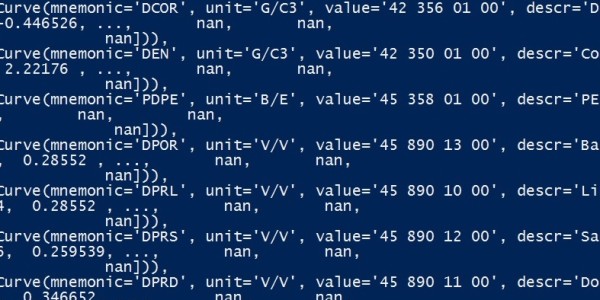 Curve(mnemonic='DCOR', unit='G/C3', value='42 356 01 00', descr='D
-0.446526, ..., nan, nan,
nan])),
Curve(mnemonic='DEN', unit='G/C3', value='42 350 01 00', descr='Co
2.22176 , ..., nan, nan,
nan])),
Curve(mnemonic='PDPE', unit='B/E', value='45 358 01 00', descr='PE
, nan, nan,
nan])),
Curve(mnemonic='DPOR', unit='V/V', value='45 890 13 00', descr='Ba
, 0.28552 , ..., nan, nan,
nan])),
Curve(mnemonic='DPRL', unit='V/V', value='45 890 10 00', descr='Li
4, 0.28552 , ..., nan, nan,
nan])),
Curve(mnemonic='DPRS', unit='V/V', value='45 890 12 00', descr='Sa
6, 0.259539, ..., nan, nan,
nan])),
Curve(mnemonic='DPRD', unit='V/V', value='45 890 11 00', descr='Do
0.346652 nan nan